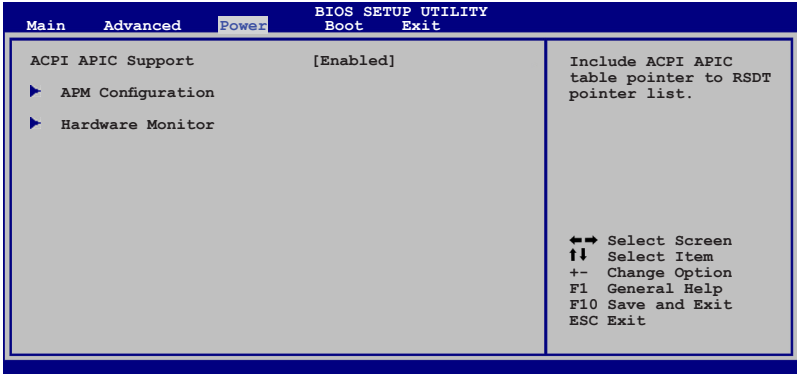 BIOS SETUP UTILITY
Main Advanced Power Boot Exit
ACPI APIC Support [Enabled]
APM Configuration
Hardware Monitor
Include ACPI APIC
table pointer to RSDT
pointer list.
←→ Select Screen
↑↓ Select Item
+- Change Option
F1 General Help
F10 Save and Exit
ESC Exit